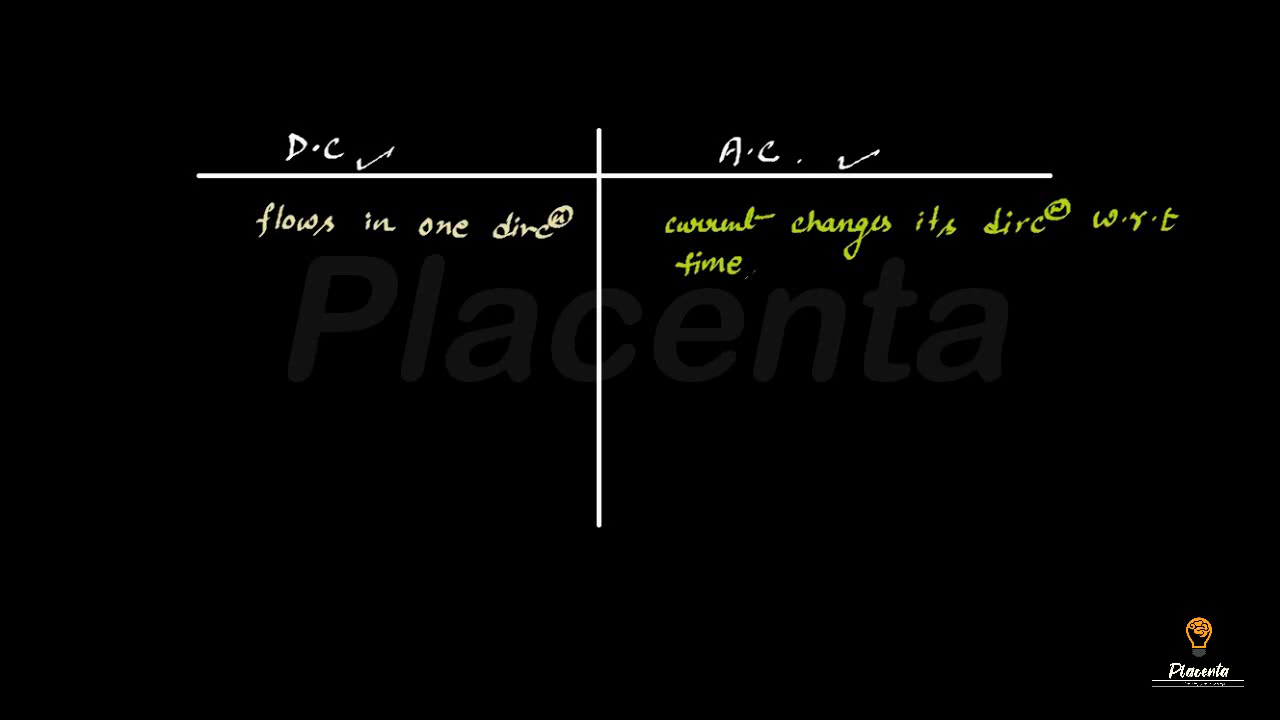 D.C A.C.
flows in one dirc(n) current changes its dirc(n) w.r.t
time
Placenta
Placenta